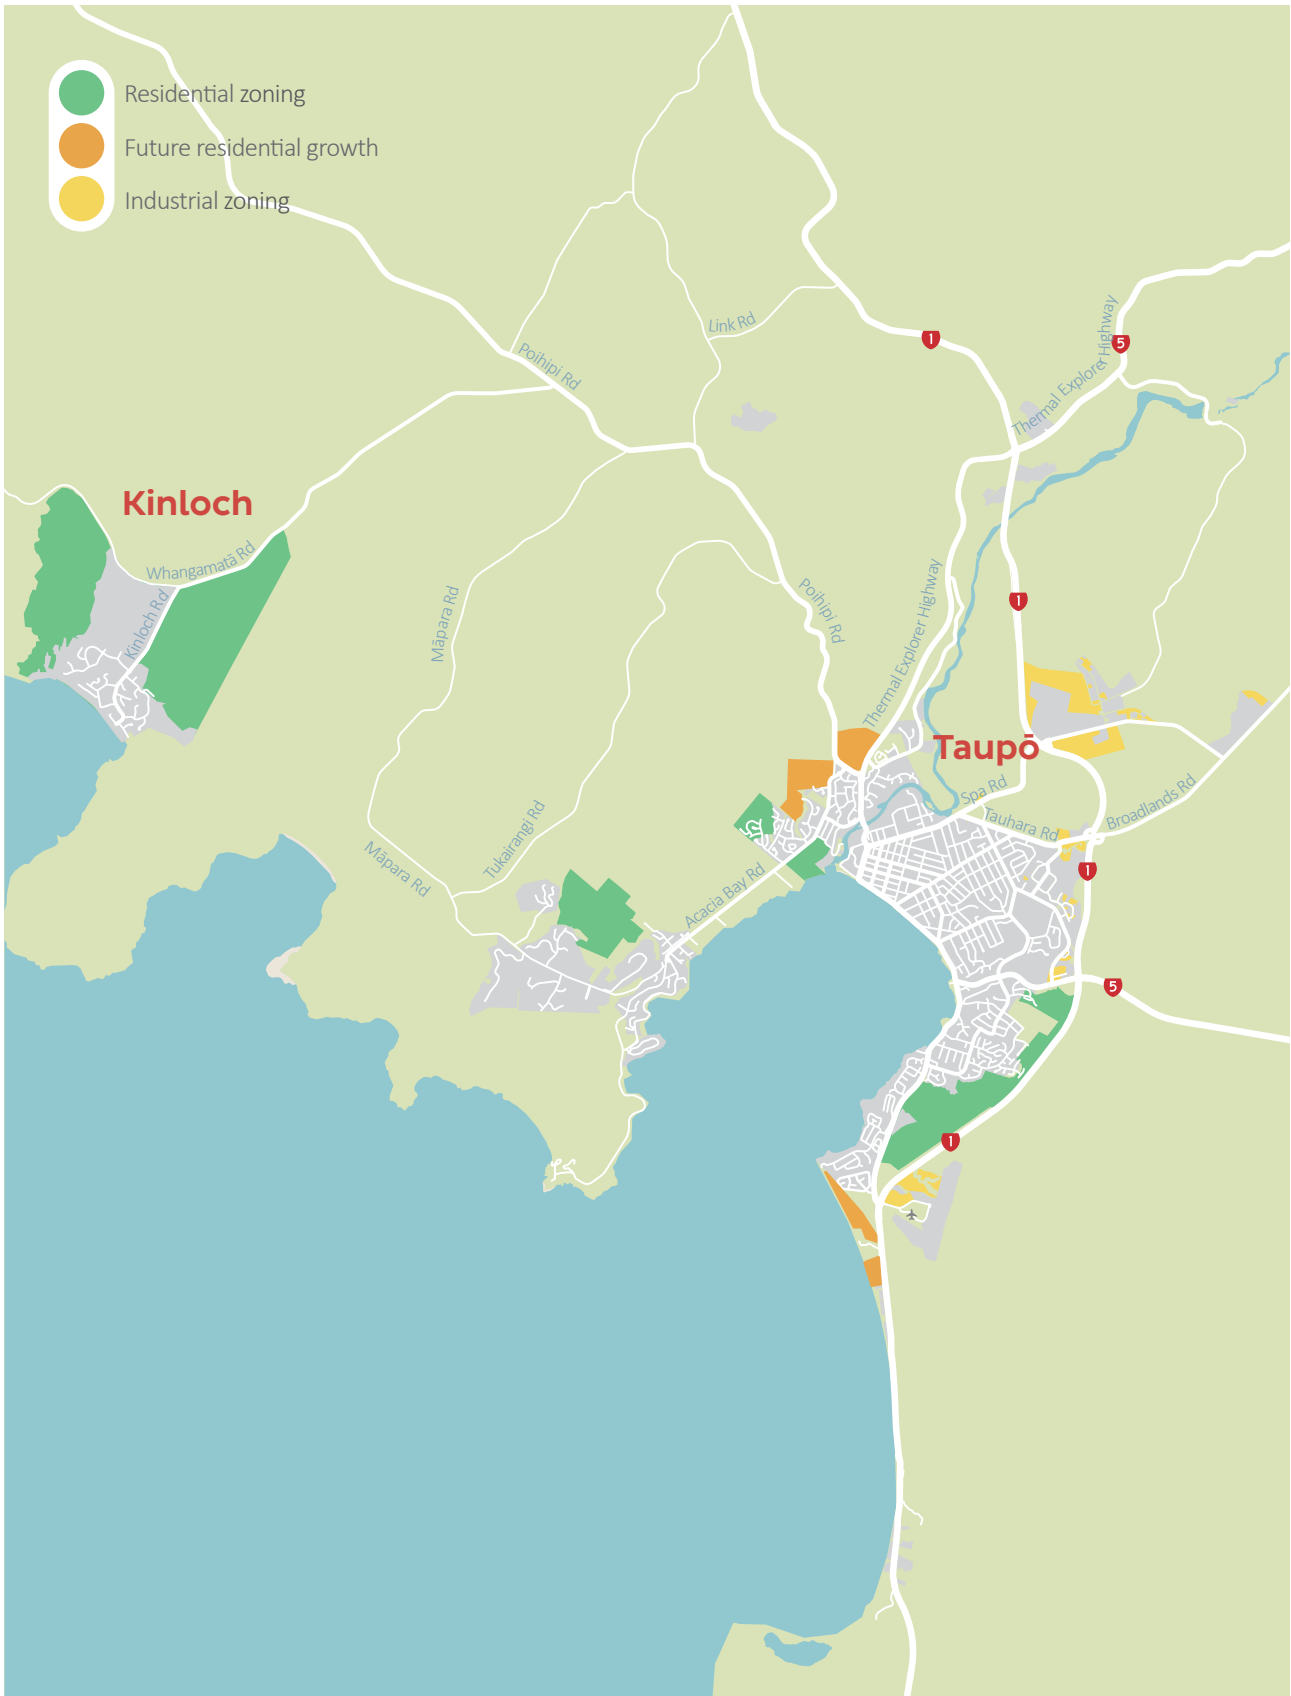 Residential zoning
Future residential growth
Industrial zoning
Link Rd
1
Thermal Explorer Highway
5
Poihipi Rd
Kinloch
Whangamatā Rd
Kinloch Rd
Māpara Rd
Poihipi Rd
Thermal Explorer Highway
1
Taupō
Spa Rd
Tauhara Rd
Broadlands Rd
Māpara Rd
Tukairangi Rd
Acacia Bay Rd
1
5
1